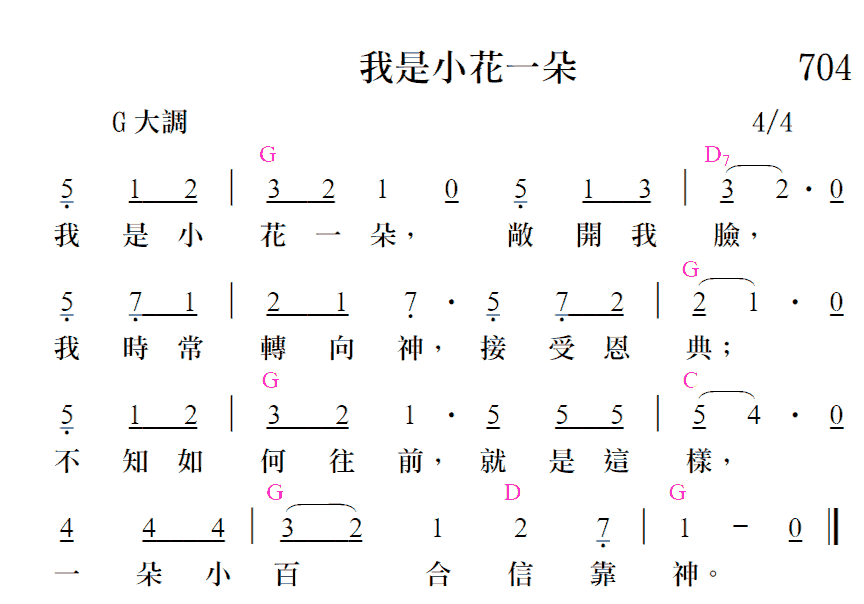 我是小花一朵 704
G大調 4/4
G D7
5 1 2 | 3 2 1 0 5 1 3 | 3 2 · 0
我 是 小 花 一 朵， 敞 開 我 臉，
G
5 7 1 | 2 1 7 · 5 7 2 | 2 1 · 0
我 時 常 轉 向 神，接 受 恩 典；
G C
5 1 2 | 3 2 1 · 5 5 5 | 5 4 · 0
不 知 如 何 往 前，就 是 這 樣，
G D G
4 4 4 | 3 2 1 2 7 | 1 － 0 ‖
一 朵 小 百 合 信 靠 神。